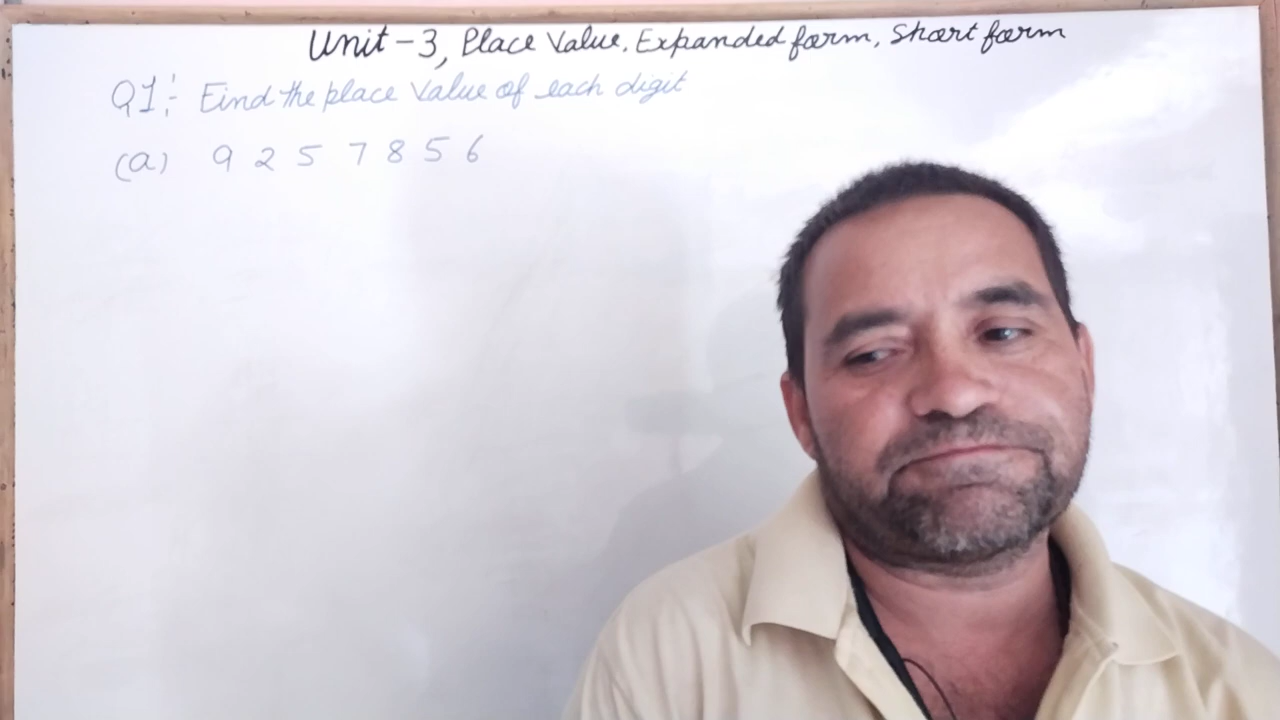 Unit-3, Place Value, Expanded form, Short form
Q1:- Find the place value of each digit
(a) 9 2 5 7 8 5 6